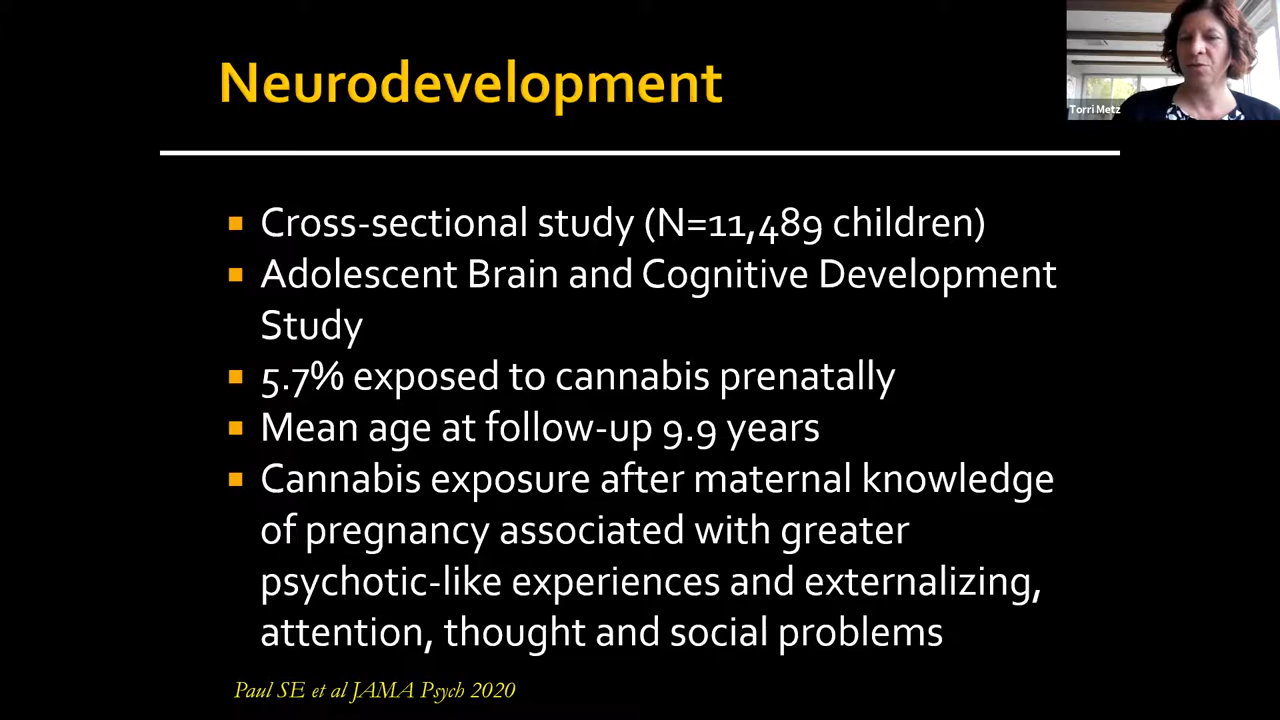 Neurodevelopment
Torri Metz
■ Cross-sectional study (N=11,489 children)
■ Adolescent Brain and Cognitive Development
Study
■ 5.7% exposed to cannabis prenatally
■ Mean age at follow-up 9.9 years
■ Cannabis exposure after maternal knowledge
of pregnancy associated with greater
psychotic-like experiences and externalizing,
attention, thought and social problems
Paul SE et al JAMA Psych 2020